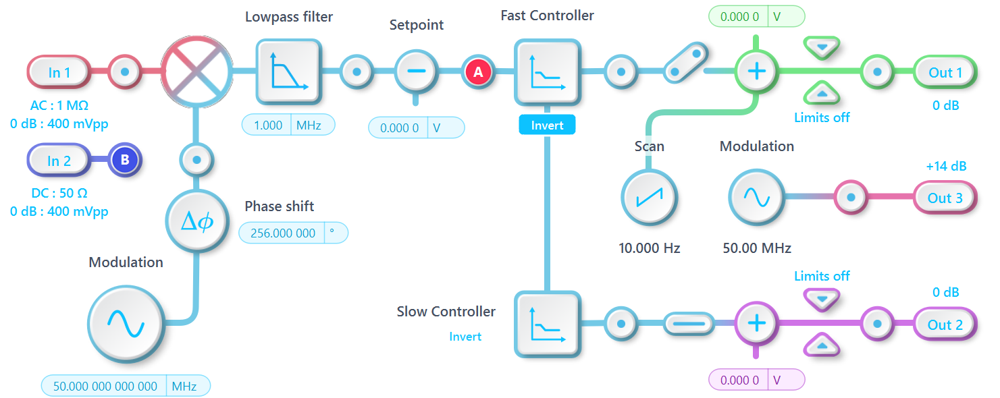 Lowpass filter
Setpoint
Fast Controller
0.000 0 V
In 1
A
Out 1
AC : 1 MΩ
0 dB : 400 mVpp
1.000 MHz
0.000 0 V
Invert
Limits off
0 dB
In 2
B
Scan
Modulation
+14 dB
DC : 50 Ω
0 dB : 400 mVpp
Out 3
Δϕ
Phase shift
256.000 000 °
10.000 Hz
50.00 MHz
Modulation
Limits off
0 dB
Slow Controller
Invert
Out 2
50.000 000 000 000 MHz
0.000 0 V